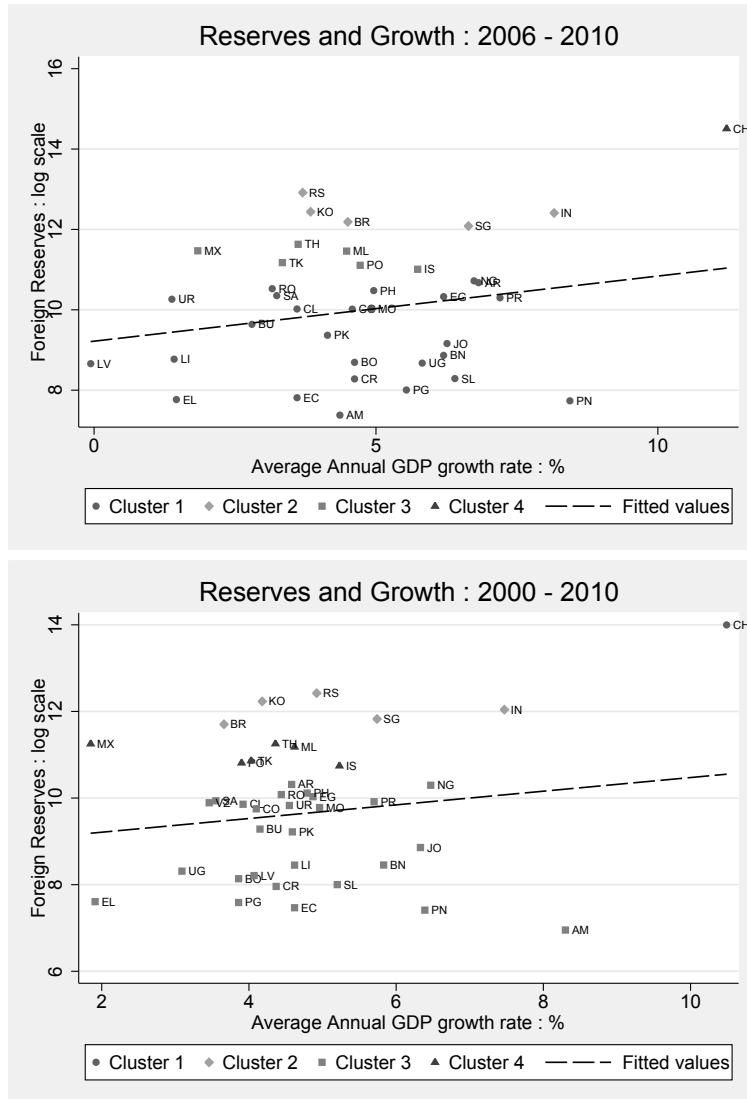 Reserves and Growth : 2006 - 2010
Foreign Reserves : log scale
16
14
12
10
8
CH
RS
KO
BR
IN
SG
MX
TH
ML
TK
PO
IS
RO
SA
PH
NG
AR
UR
EG
PR
CL
CO
MO
BU
PK
JO
BN
LV
LI
BO
UG
CR
SL
EL
EC
PG
PN
AM
0 5 10
Average Annual GDP growth rate : %
Cluster 1 Cluster 2 Cluster 3 Cluster 4 Fitted values
Reserves and Growth : 2000 - 2010
Foreign Reserves : log scale
14
12
10
8
6
CH
RS
KO
IN
BR
SG
MX
TH
ML
PO
TK
IS
AR
NG
RO
PH
EG
VZ
SA
CL
CO
UR
MO
PR
BU
PK
JO
LI
BN
UG
BO
LV
CR
SL
EL
PG
EC
PN
AM
2 4 6 8 10
Average Annual GDP growth rate : %
Cluster 1 Cluster 2 Cluster 3 Cluster 4 Fitted values